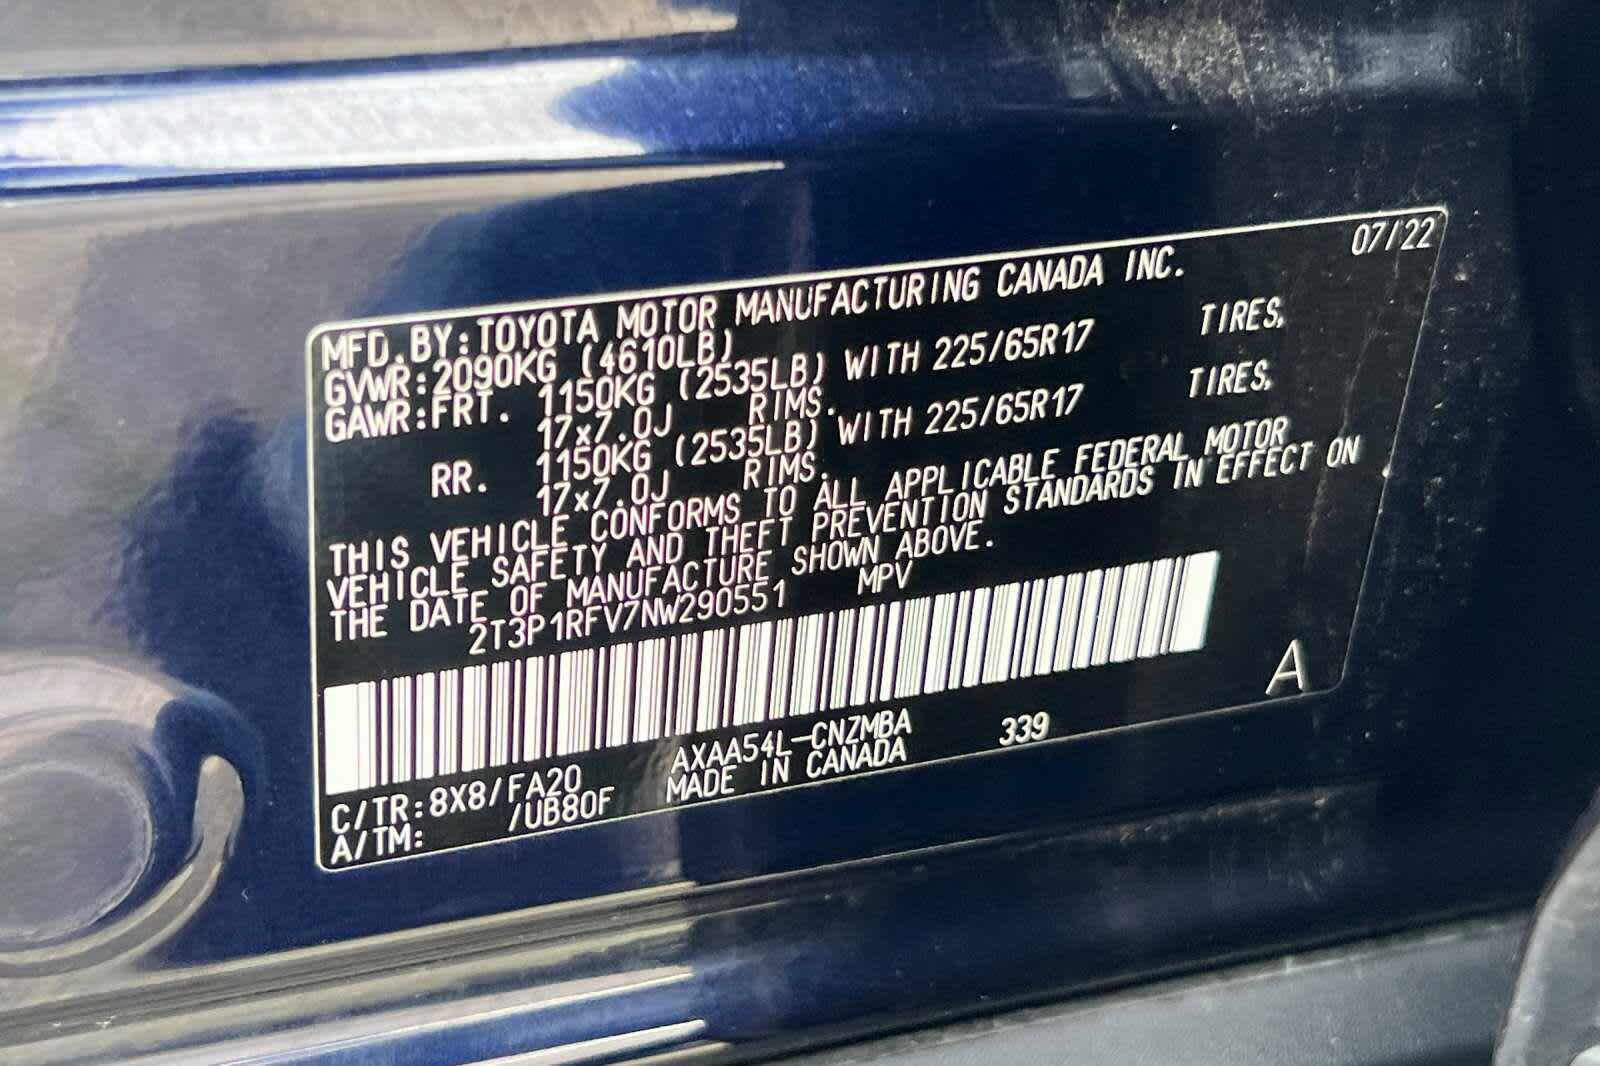 07/22
MFD.BY:TOYOTA MOTOR MANUFACTURING CANADA INC.
GVWR:2090KG (4610LB)
GAWR:FRT. 1150KG (2535LB) WITH 225/65R17 TIRES,
17x7.0J RIMS.
RR. 1150KG (2535LB) WITH 225/65R17 TIRES,
17x7.0J RIMS.
THIS VEHICLE CONFORMS TO ALL APPLICABLE FEDERAL MOTOR
VEHICLE SAFETY AND THEFT PREVENTION STANDARDS IN EFFECT ON
THE DATE OF MANUFACTURE SHOWN ABOVE.
2T3P1RFV7NW290551 MPV
A
C/TR:8X8/FA20 AXAA54L-CNZMBA 339
A/TM: /UB80F MADE IN CANADA